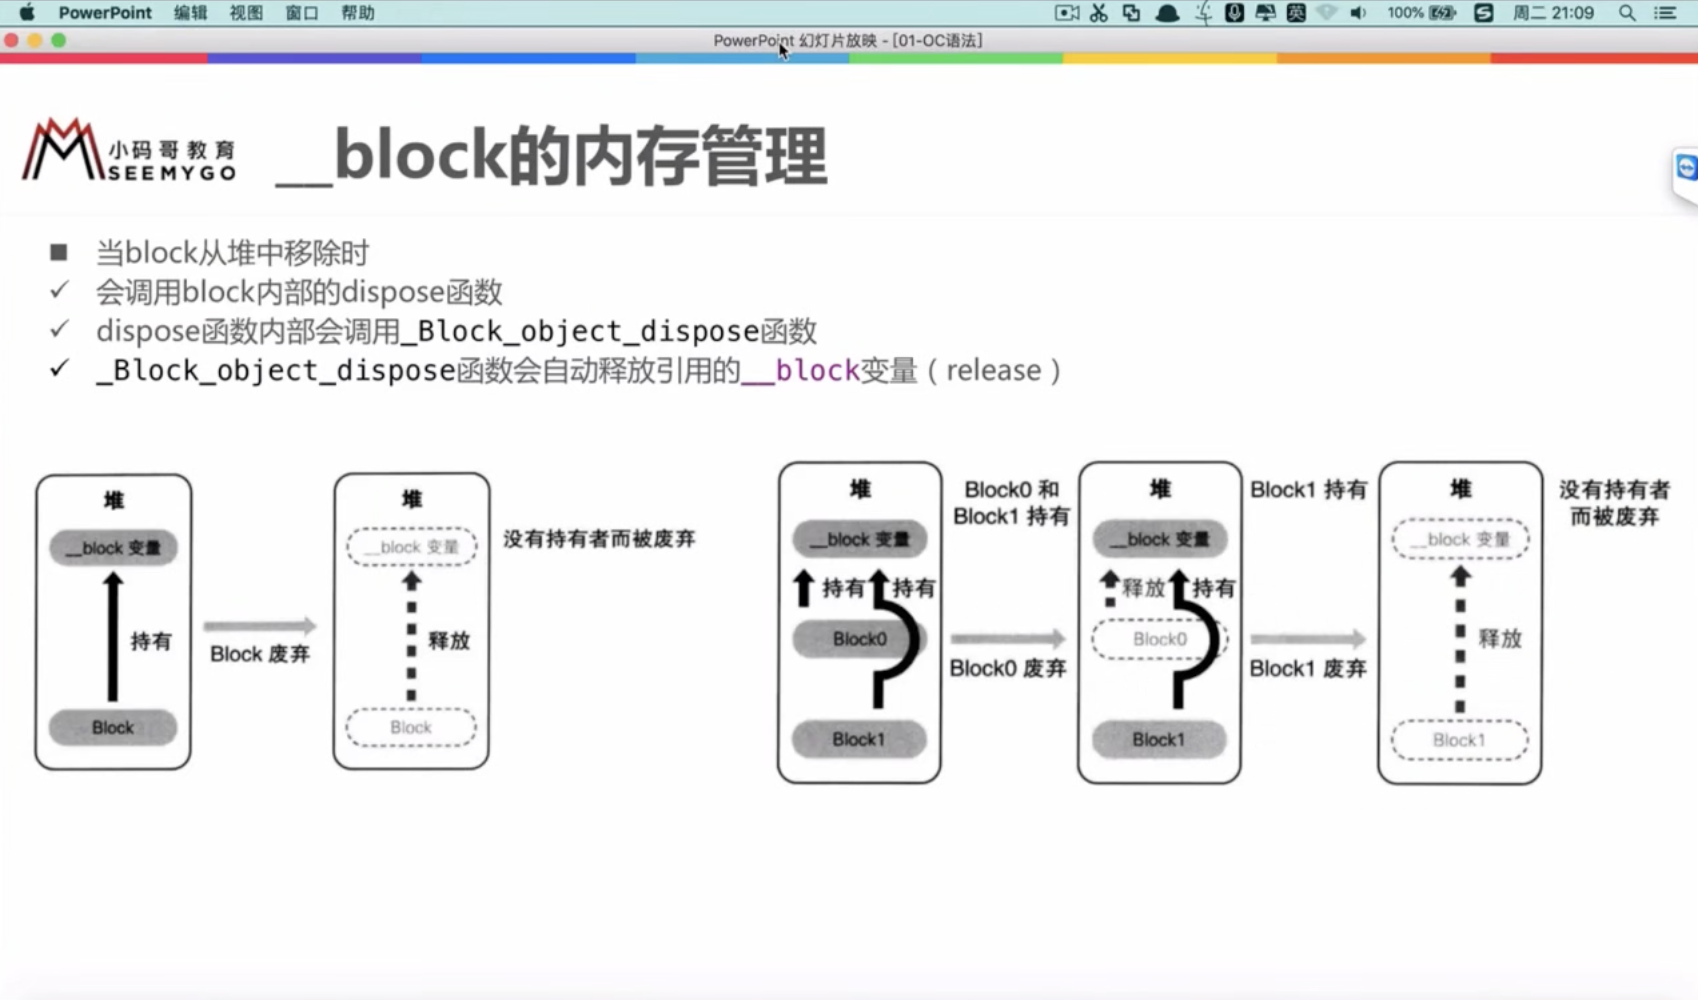 PowerPoint 编辑 视图 窗口 帮助 英 100% 周二 21:09
PowerPoint 幻灯片放映 - [01-OC语法]
小码哥教育
SEEMYGO
__block的内存管理
当block从堆中移除时
会调用block内部的dispose函数
dispose函数内部会调用_Block_object_dispose函数
_Block_object_dispose函数会自动释放引用的__block变量（release）
堆
__block 变量
持有
Block
Block 废弃
堆
__block 变量
释放
Block
没有持有者而被废弃
堆
__block 变量
持有 持有
Block0
Block1
Block0 和
Block1 持有
Block0 废弃
堆
__block 变量
释放 持有
Block0
Block1
Block1 持有
Block1 废弃
堆
__block 变量
释放
Block1
没有持有者
而被废弃